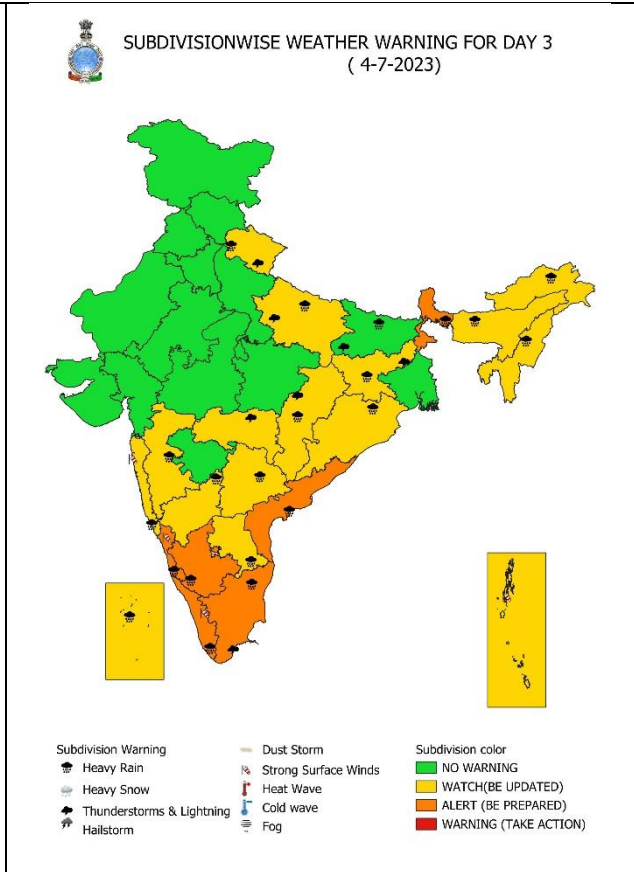 SUBDIVISIONWISE WEATHER WARNING FOR DAY 3
( 4-7-2023)
Subdivision Warning
Heavy Rain
Heavy Snow
Thunderstorms & Lightning
Hailstorm
Dust Storm
Strong Surface Winds
Heat Wave
Cold wave
Fog
Subdivision color
NO WARNING
WATCH(BE UPDATED)
ALERT (BE PREPARED)
WARNING (TAKE ACTION)